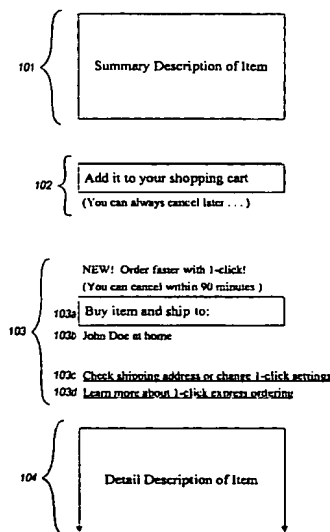 101
Summary Description of Item
102
Add it to your shopping cart
(You can always cancel later . . . )
NEW! Order faster with 1-click!
(You can cancel within 90 minutes )
103
103a Buy item and ship to:
103b John Doe at home
103c Check shipping address or change 1-click settings
103d Learn more about 1-click express ordering
104
Detail Description of Item